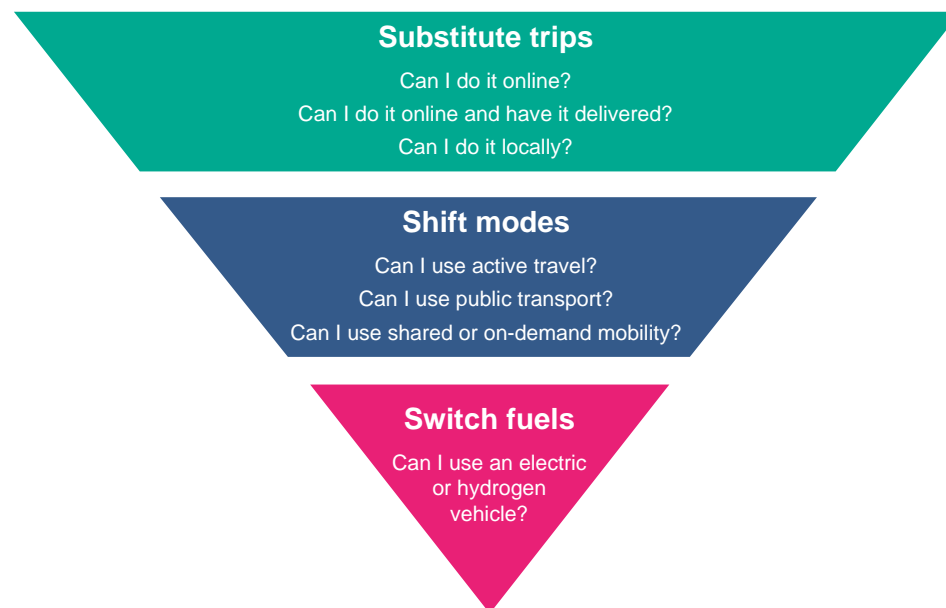 Substitute trips
Can I do it online?
Can I do it online and have it delivered?
Can I do it locally?
Shift modes
Can I use active travel?
Can I use public transport?
Can I use shared or on-demand mobility?
Switch fuels
Can I use an electric
or hydrogen
vehicle?